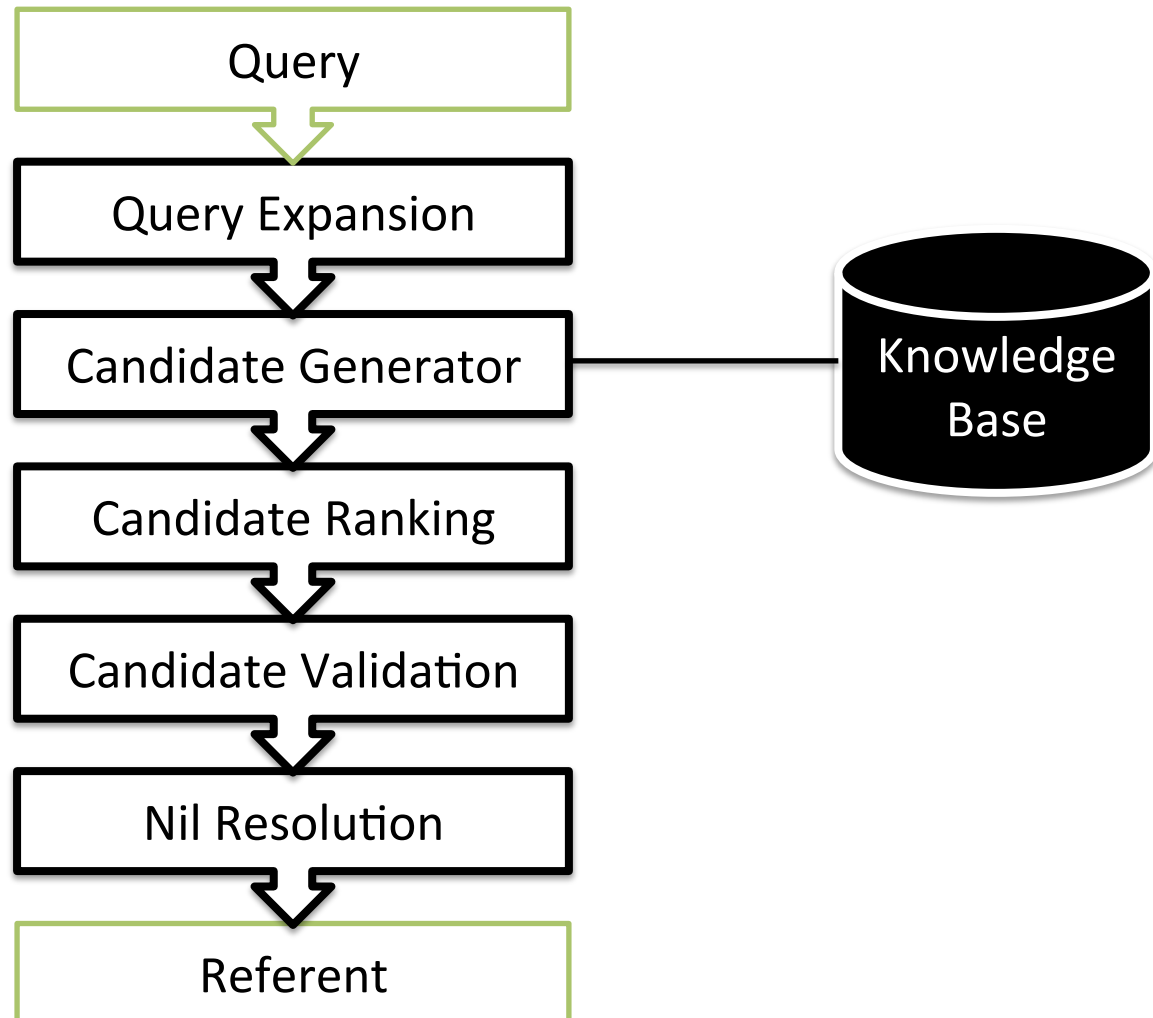 Query
Query Expansion
Candidate Generator
Knowledge
Base
Candidate Ranking
Candidate Validation
Nil Resolution
Referent